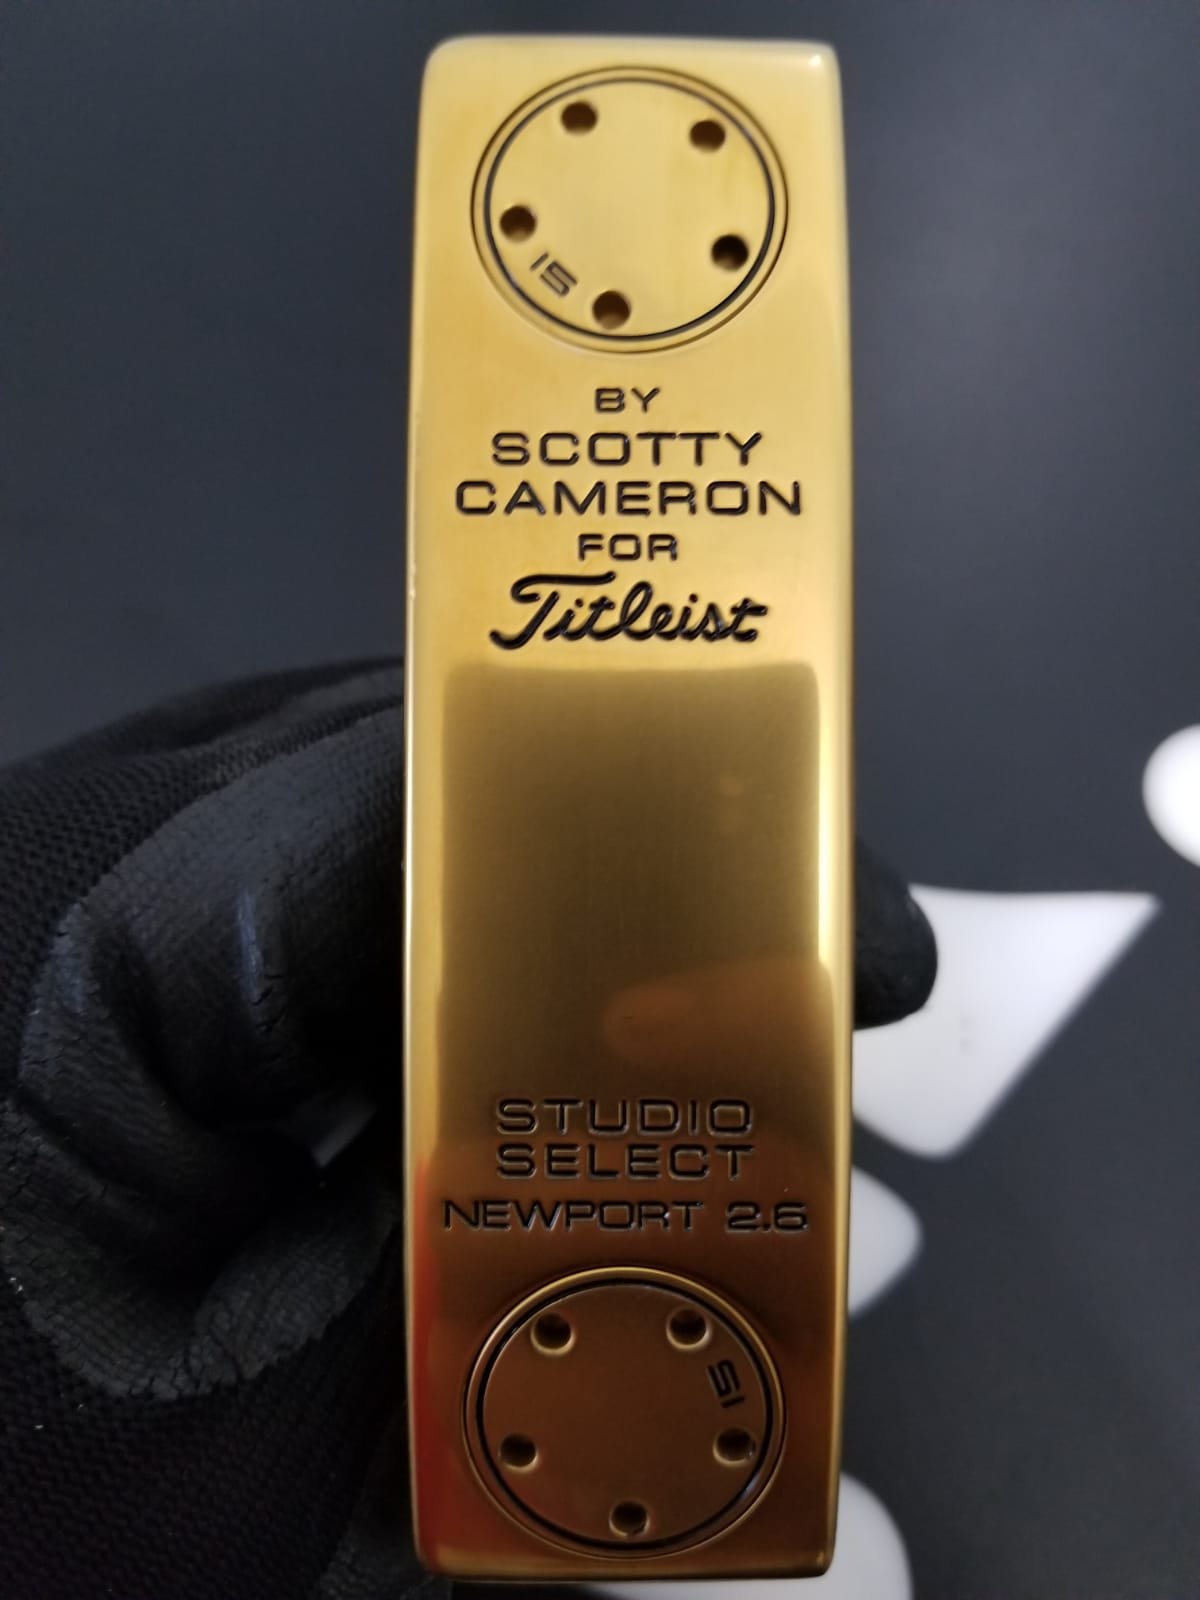 15
BY
SCOTTY
CAMERON
FOR
Titleist
STUDIO
SELECT
NEWPORT 2.6
15